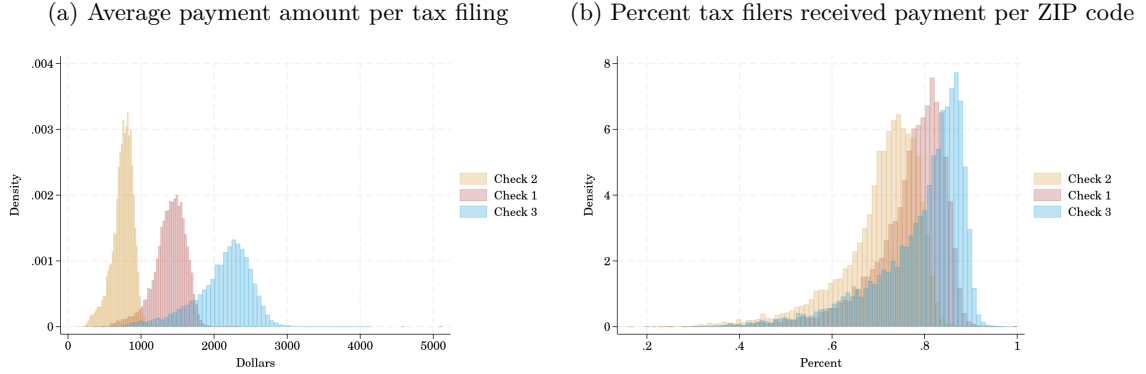 (a) Average payment amount per tax filing
.004
.003
.002
.001
0
Density
0 1000 2000 3000 4000 5000
Dollars
Check 2
Check 1
Check 3
(b) Percent tax filers received payment per ZIP code
8
6
4
2
0
Density
.2 .4 .6 .8 1
Percent
Check 2
Check 1
Check 3